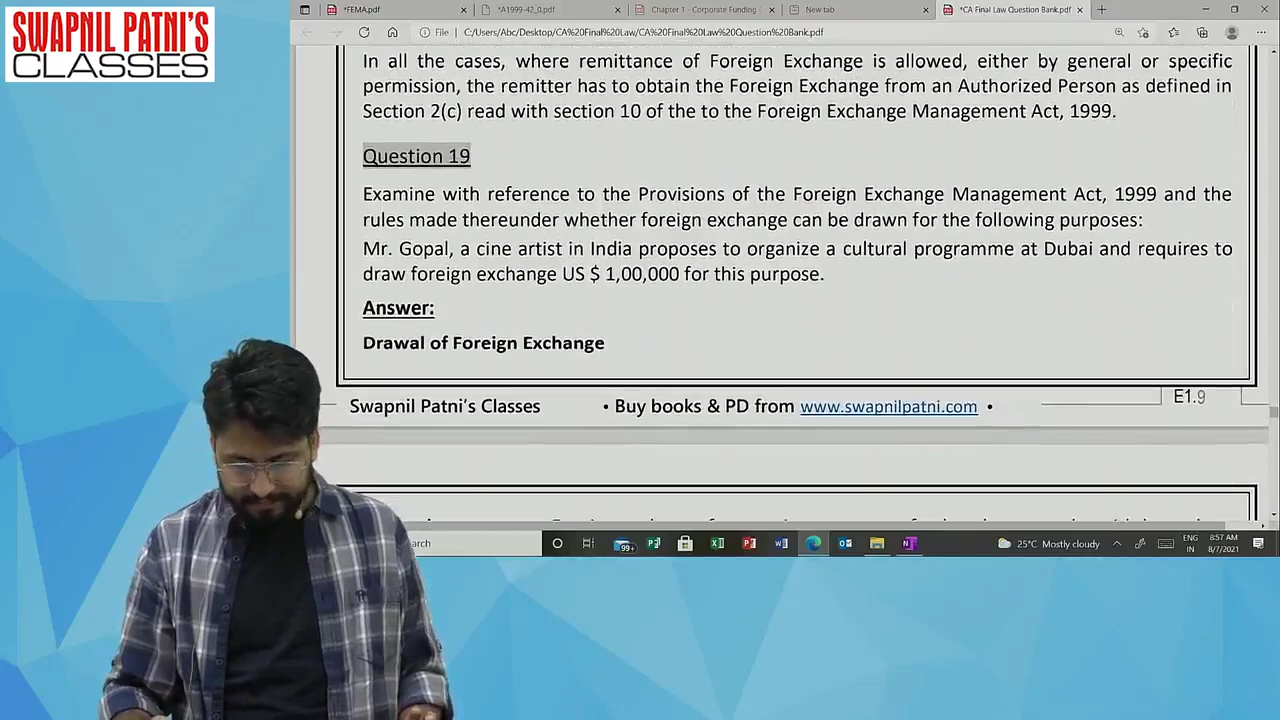 SWAPNIL PATNI'S
CLASSES
*FEMA.pdf
*A1999-42_0.pdf
Chapter 1 - Corporate Funding
New tab
*CA Final Law Question Bank.pdf
File
C:/Users/Abc/Desktop/CA%20Final%20Law/CA%20Final%20Law%20Question%20Bank.pdf
In all the cases, where remittance of Foreign Exchange is allowed, either by general or specific
permission, the remitter has to obtain the Foreign Exchange from an Authorized Person as defined in
Section 2(c) read with section 10 of the to the Foreign Exchange Management Act, 1999.
Question 19
Examine with reference to the Provisions of the Foreign Exchange Management Act, 1999 and the
rules made thereunder whether foreign exchange can be drawn for the following purposes:
Mr. Gopal, a cine artist in India proposes to organize a cultural programme at Dubai and requires to
draw foreign exchange US $ 1,00,000 for this purpose.
Answer:
Drawal of Foreign Exchange
E1.9
Swapnil Patni's Classes • Buy books & PD from www.swapnilpatni.com •
arch
99+
25°C Mostly cloudy
ENG
IN
8:57 AM
8/7/2021